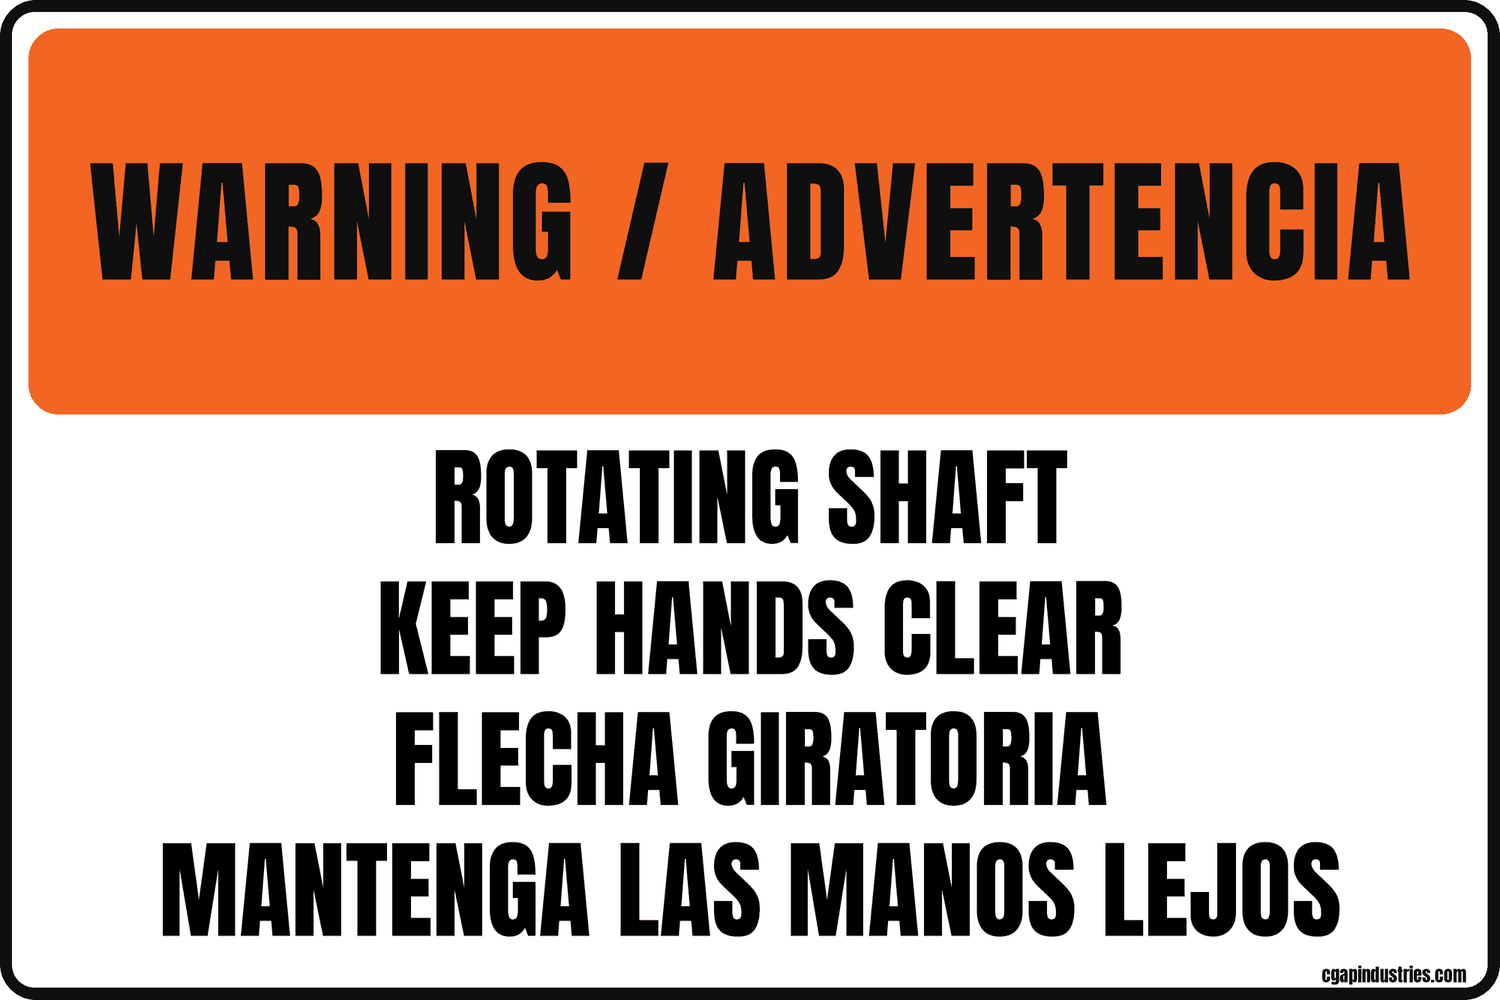 WARNING / ADVERTENCIA
ROTATING SHAFT
KEEP HANDS CLEAR
FLECHA GIRATORIA
MANTENGA LAS MANOS LEJOS
cgapindustries.com